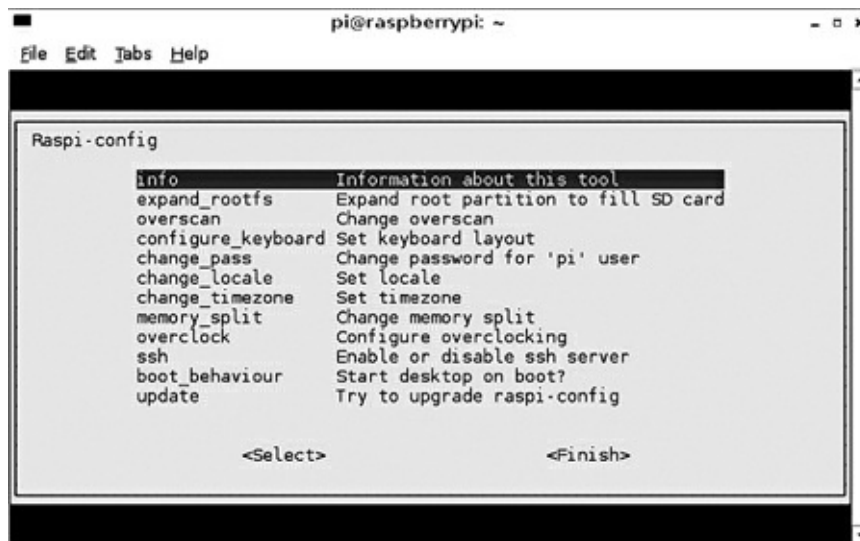 pi@raspberrypi: ~
File Edit Tabs Help
Raspi-config
info Information about this tool
expand_rootfs Expand root partition to fill SD card
overscan Change overscan
configure_keyboard Set keyboard layout
change_pass Change password for 'pi' user
change_locale Set locale
change_timezone Set timezone
memory_split Change memory split
overclock Configure overclocking
ssh Enable or disable ssh server
boot_behaviour Start desktop on boot?
update Try to upgrade raspi-config
<Select> <Finish>